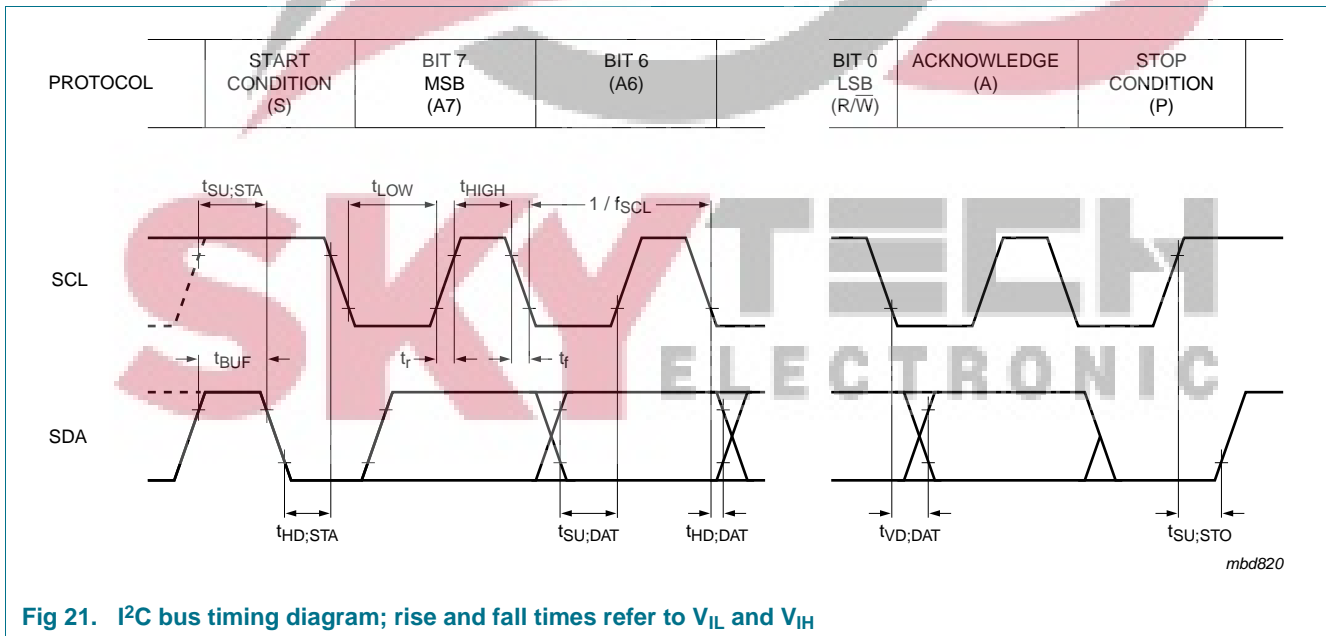 PROTOCOL
START
CONDITION
(S)
BIT 7
MSB
(A7)
BIT 6
(A6)
BIT 0
LSB
(R/W̅)
ACKNOWLEDGE
(A)
STOP
CONDITION
(P)
tSU;STA
tLOW
tHIGH
1 / fSCL
SCL
tBUF
tr
tf
SDA
tHD;STA
tSU;DAT
tHD;DAT
tVD;DAT
tSU;STO
mbd820
SKYTECH
ELECTRONIC
Fig 21. I²C bus timing diagram; rise and fall times refer to VIL and VIH